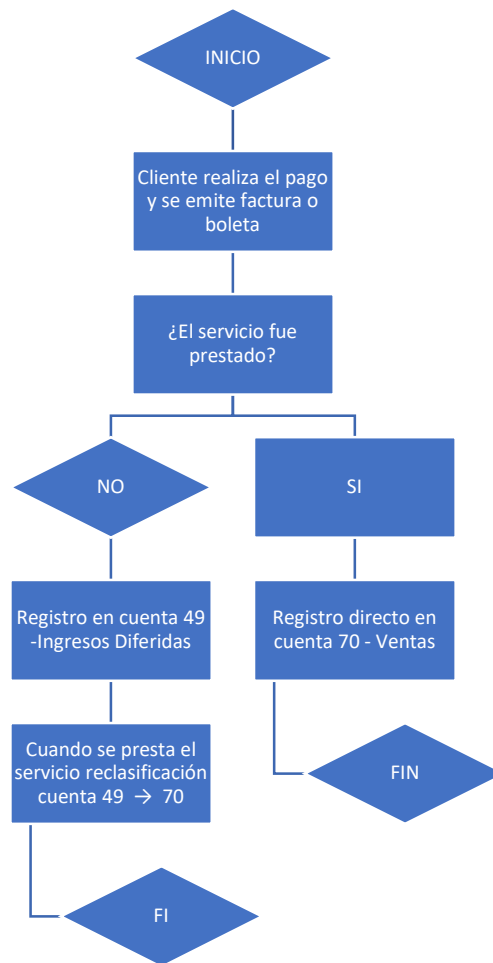 INICIO
Cliente realiza el pago
y se emite factura o
boleta
¿El servicio fue
prestado?
NO
SI
Registro en cuenta 49
-Ingresos Diferidas
Registro directo en
cuenta 70 - Ventas
Cuando se presta el
servicio reclasificación
cuenta 49 → 70
FIN
FI